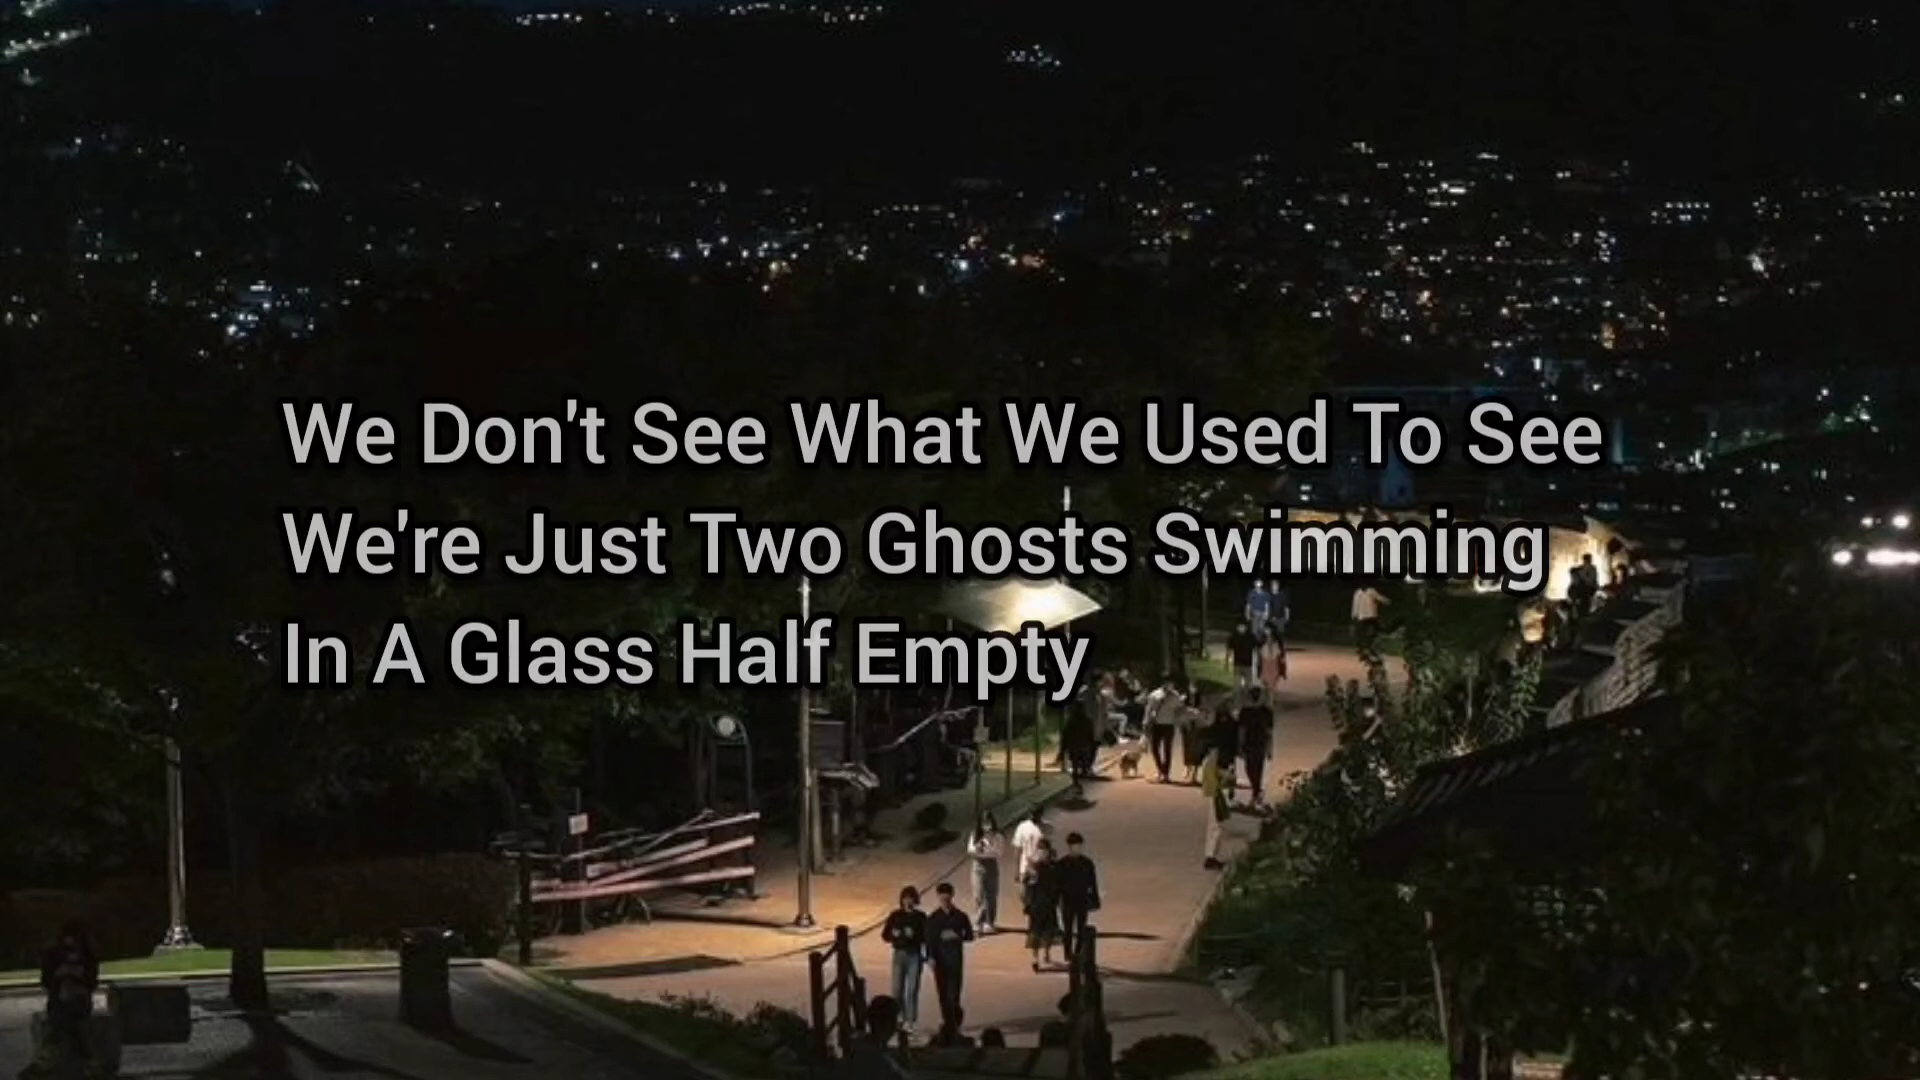 We Don't See What We Used To See
We're Just Two Ghosts Swimming
In A Glass Half Empty